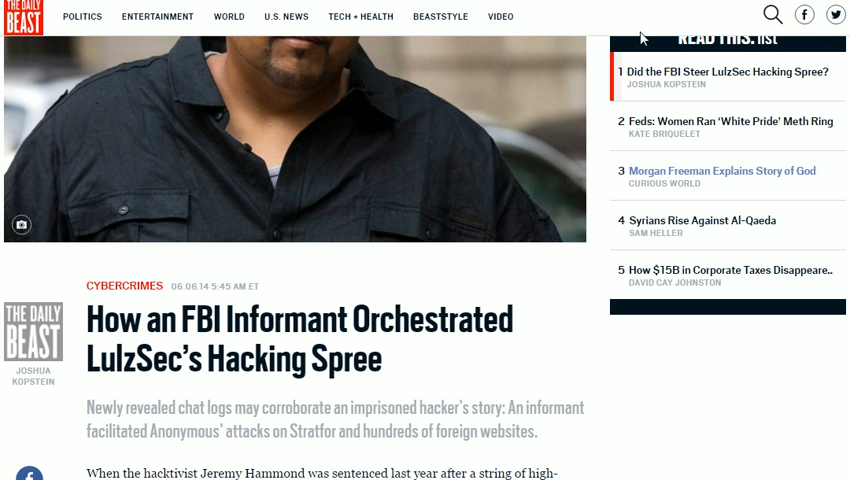 THE DAILY
BEAST
POLITICS
ENTERTAINMENT
WORLD
U.S. NEWS
TECH + HEALTH
BEASTSTYLE
VIDEO
READ THIS. list
1 Did the FBI Steer LulzSec Hacking Spree?
JOSHUA KOPSTEIN
2 Feds: Women Ran ‘White Pride’ Meth Ring
KATE BRIQUELET
3 Morgan Freeman Explains Story of God
CURIOUS WORLD
4 Syrians Rise Against Al-Qaeda
SAM HELLER
5 How $15B in Corporate Taxes Disappeare..
DAVID CAY JOHNSTON
CYBERCRIMES 06.06.14 5:45 AM ET
THE DAILY
BEAST
JOSHUA
KOPSTEIN
How an FBI Informant Orchestrated
LulzSec’s Hacking Spree
Newly revealed chat logs may corroborate an imprisoned hacker's story: An informant
facilitated Anonymous’ attacks on Stratfor and hundreds of foreign websites.
When the hacktivist Jeremy Hammond was sentenced last year after a string of high-